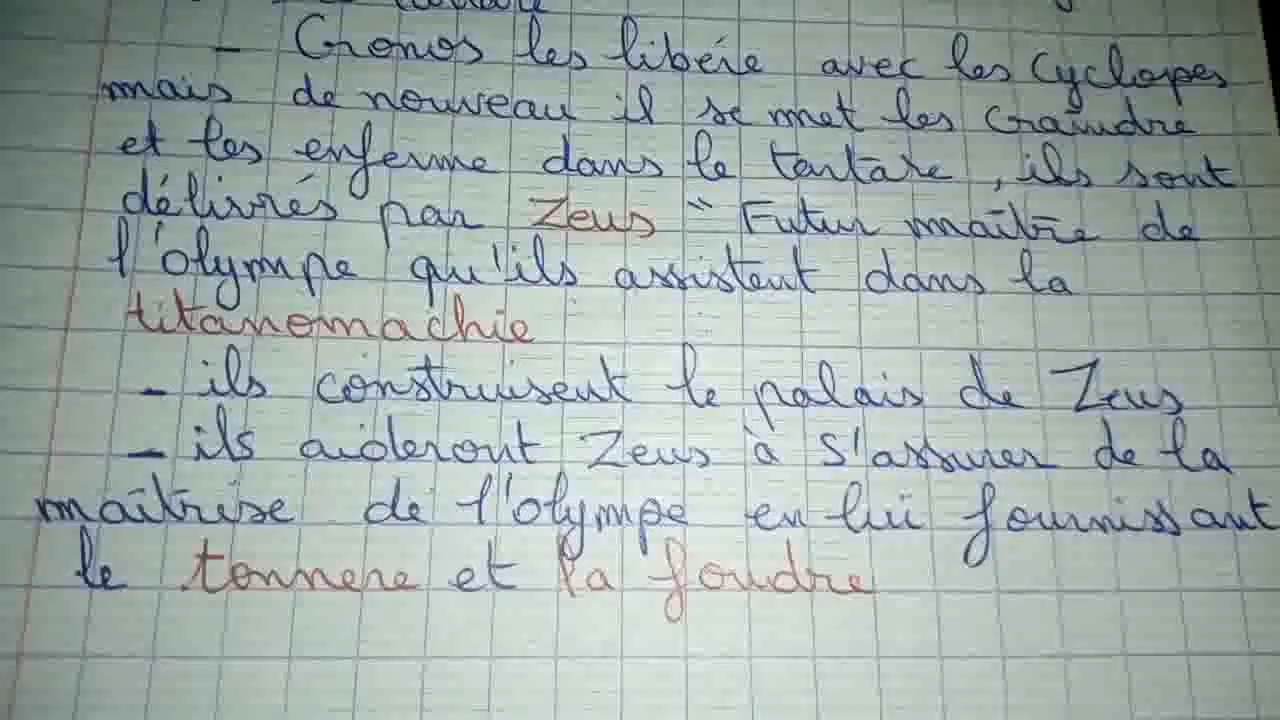 - Cronos les libère avec les Cyclopes
mais de nouveau il se met les craindre
et les enferme dans le tartare, ils sont
délivrés par Zeus " Futur maître de
l'olympe qu'ils assistent dans la
titanomachie
- ils construisent le palais de Zeus
- ils aideront Zeus à s'assurer de la
maîtrise de l'olympe en lui fournissant
le tonnere et la foudre